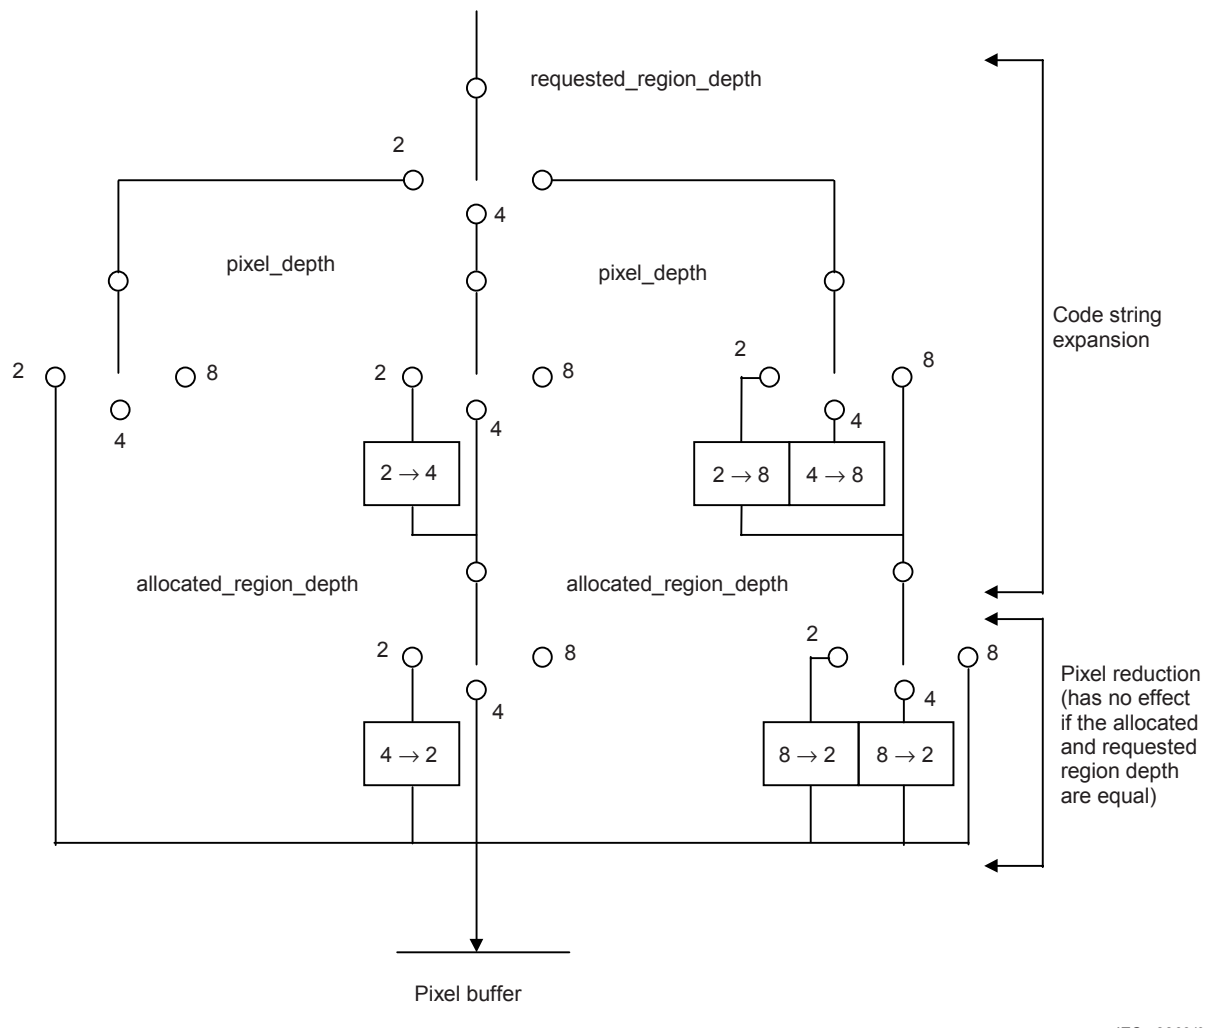 requested_region_depth
2
4
pixel_depth
pixel_depth
Code string
expansion
2
8
4
2
8
4
2
8
4
2 → 4
2 → 8
4 → 8
allocated_region_depth
allocated_region_depth
2
8
4
2
8
4
4 → 2
8 → 2
8 → 2
Pixel reduction
(has no effect
if the allocated
and requested
region depth
are equal)
Pixel buffer